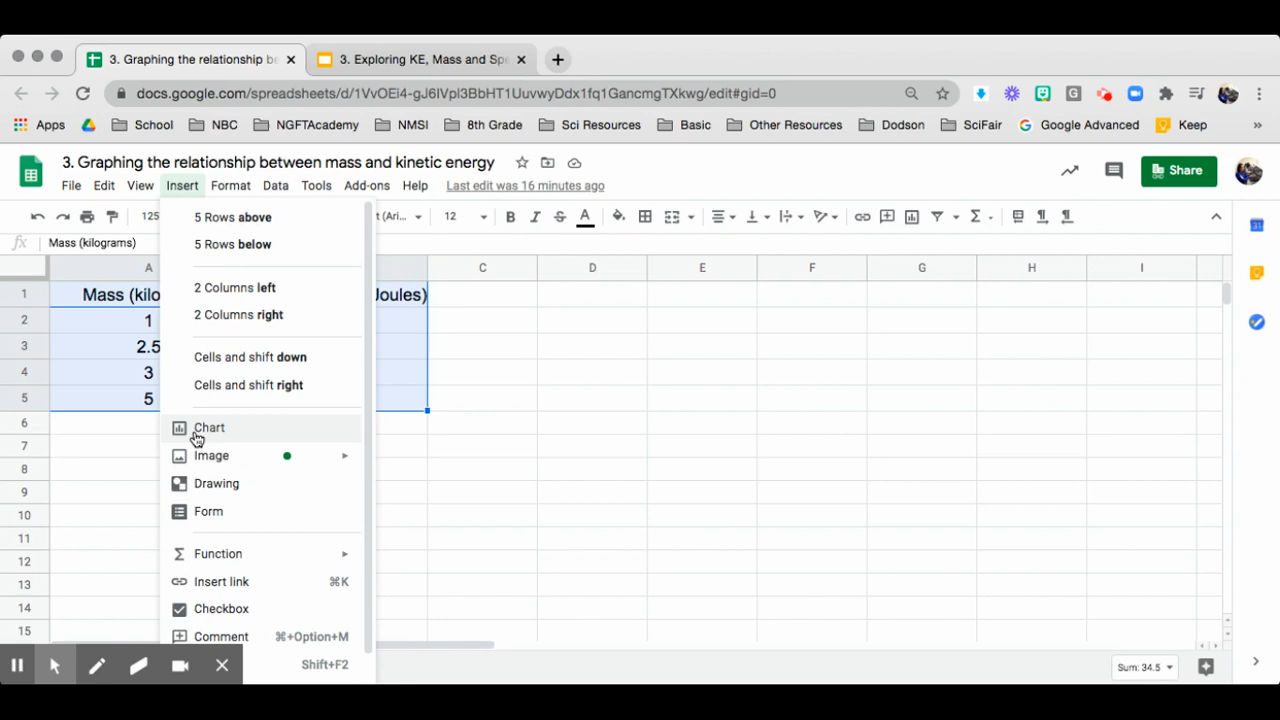 3. Graphing the relationship be
3. Exploring KE, Mass and Spe
docs.google.com/spreadsheets/d/1VvOEi4-gJ6lVpl3BbHT1UuvwyDdx1fq1GancmgTXkwg/edit#gid=0
Apps School NBC NGFTAcademy NMSI 8th Grade Sci Resources Basic Other Resources Dodson SciFair Google Advanced Keep »
3. Graphing the relationship between mass and kinetic energy
Share
File Edit View Insert Format Data Tools Add-ons Help Last edit was 16 minutes ago
125 t (Ari... 12 B I S A
fx Mass (kilograms)
A C D E F G H I
1 Mass (kilo Joules)
2 1
3 2.5
4 3
5 5
6
7
8
9
10
11
12
13
14
15
5 Rows above
5 Rows below
2 Columns left
2 Columns right
Cells and shift down
Cells and shift right
Chart
Image
Drawing
Form
Function
Insert link ⌘K
Checkbox
Comment ⌘+Option+M
Shift+F2
Sum: 34.5